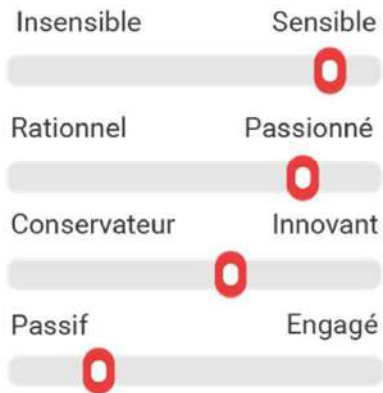 Insensible Sensible
Rationnel Passionné
Conservateur Innovant
Passif Engagé